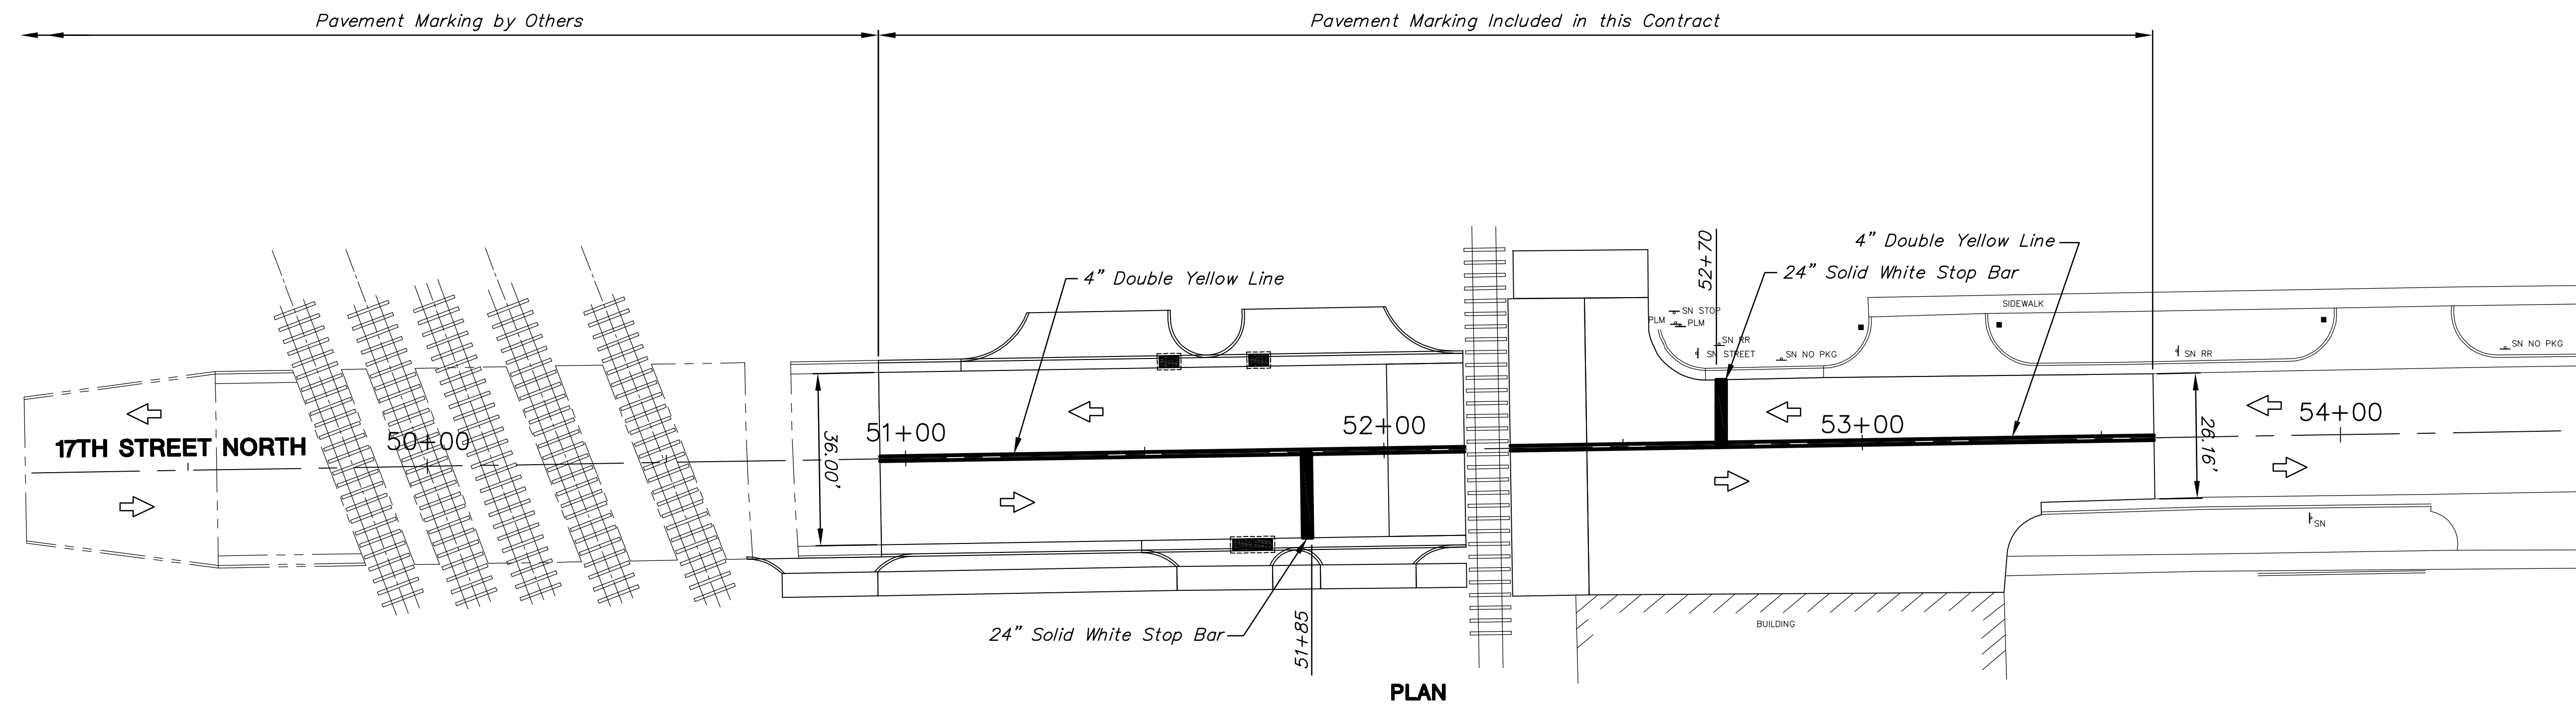 Pavement Marking by Others
Pavement Marking Included in this Contract
4” Double Yellow Line
52+70
4” Double Yellow Line
24” Solid White Stop Bar
SIDEWALK
SN STOP
PLM
PLM
SN RR
SN STREET
SN NO PKG
SN RR
SN NO PKG
17TH STREET NORTH
50+00
36.00’
51+00
52+00
53+00
26.16’
54+00
SN
24” Solid White Stop Bar
51+85
BUILDING
PLAN